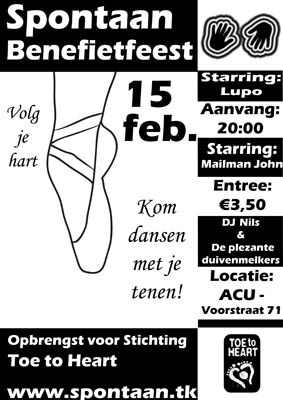 Spontaan
Benefietfeest
Volg
je
hart
15
feb.
Kom
dansen
met je
tenen!
Starring:
Lupo
Aanvang:
20:00
Starring:
Mailman John
Entree:
€3,50
DJ Nils
&
De plezante
duivenmelkers
Locatie:
ACU -
Voorstraat 71
Opbrengst voor Stichting
Toe to Heart
www.spontaan.tk
TOE to
HEART